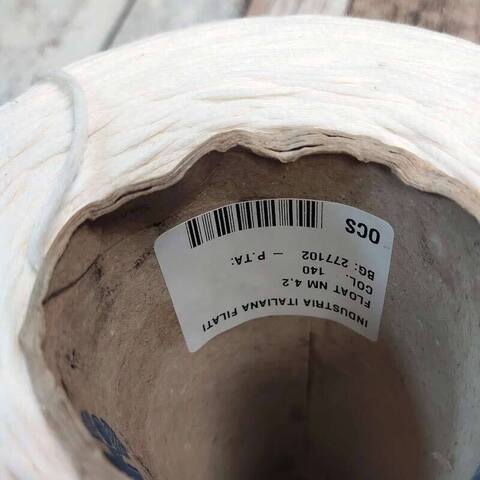 INDUSTRIA ITALIANA FILATI
FLOAT NM 4,2
COL. 140
BG: 277102 — P.TA:
OCS